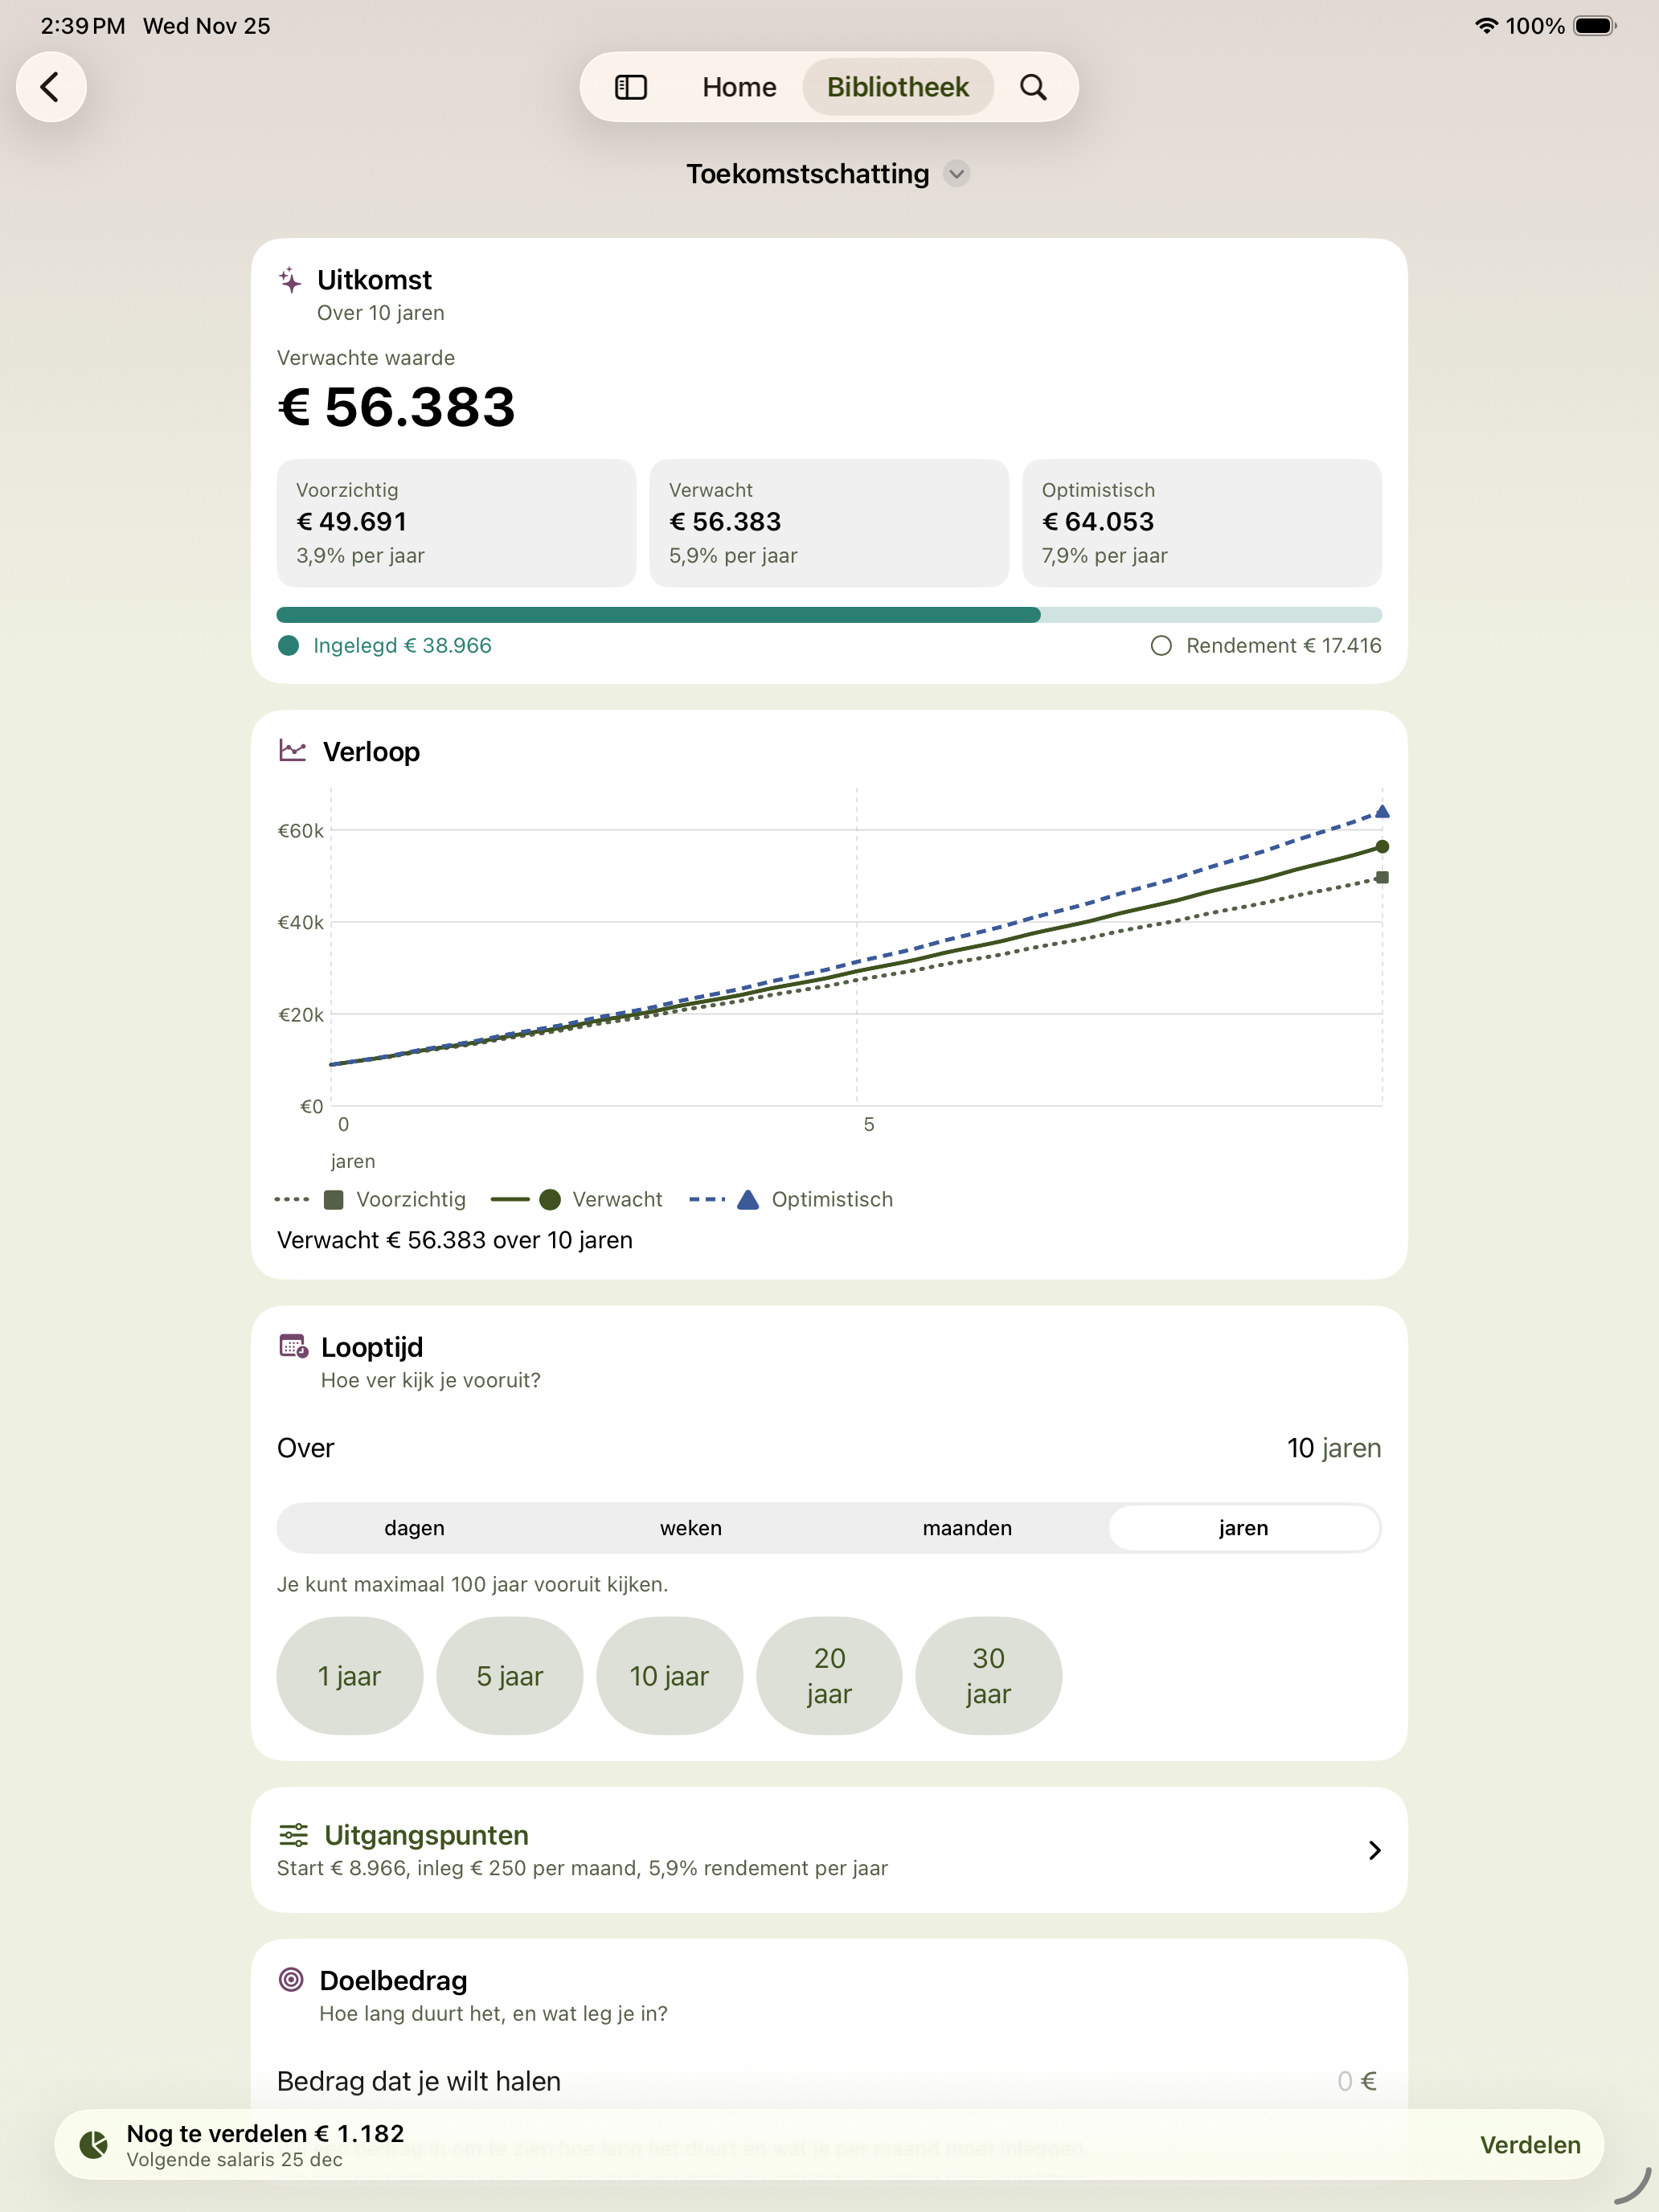 2:39 PM Wed Nov 25
100%
Home
Bibliotheek
Toekomstschatting
Uitkomst
Over 10 jaren
Verwachte waarde
€ 56.383
Voorzichtig
€ 49.691
3,9% per jaar
Verwacht
€ 56.383
5,9% per jaar
Optimistisch
€ 64.053
7,9% per jaar
Ingelegd € 38.966
Rendement € 17.416
Verloop
€60k
€40k
€20k
€0
0
5
jaren
Voorzichtig
Verwacht
Optimistisch
Verwacht € 56.383 over 10 jaren
Looptijd
Hoe ver kijk je vooruit?
Over
10 jaren
dagen
weken
maanden
jaren
Je kunt maximaal 100 jaar vooruit kijken.
1 jaar
5 jaar
10 jaar
20
jaar
30
jaar
Uitgangspunten
Start € 8.966, inleg € 250 per maand, 5,9% rendement per jaar
Doelbedrag
Hoe lang duurt het, en wat leg je in?
Bedrag dat je wilt halen
0 €
Nog te verdelen € 1.182
Volgende salaris 25 dec
Verdelen